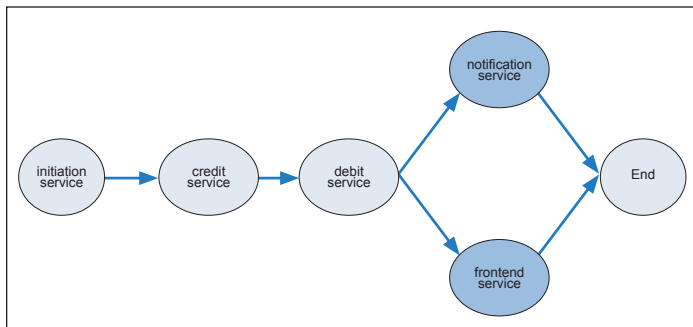 initiation
service
credit
service
debit
service
notification
service
frontend
service
End